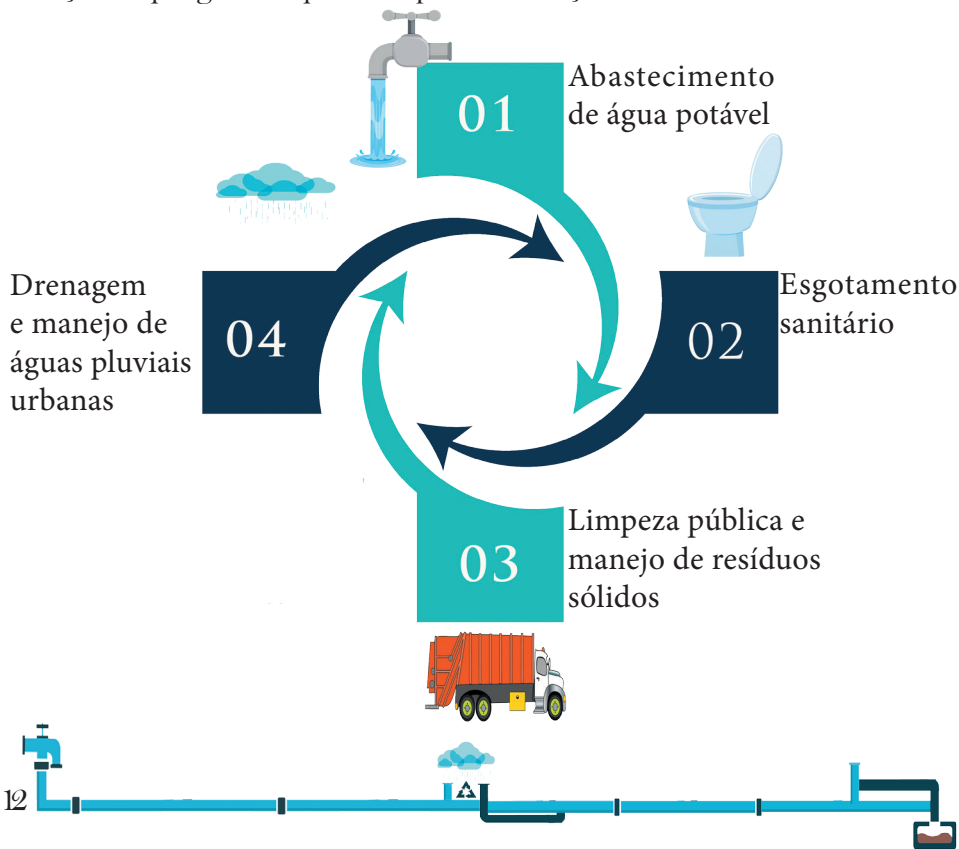 01
Abastecimento
de água potável
02
Esgotamento
sanitário
03
Limpeza pública e
manejo de resíduos
sólidos
04
Drenagem
e manejo de
águas pluviais
urbanas
12